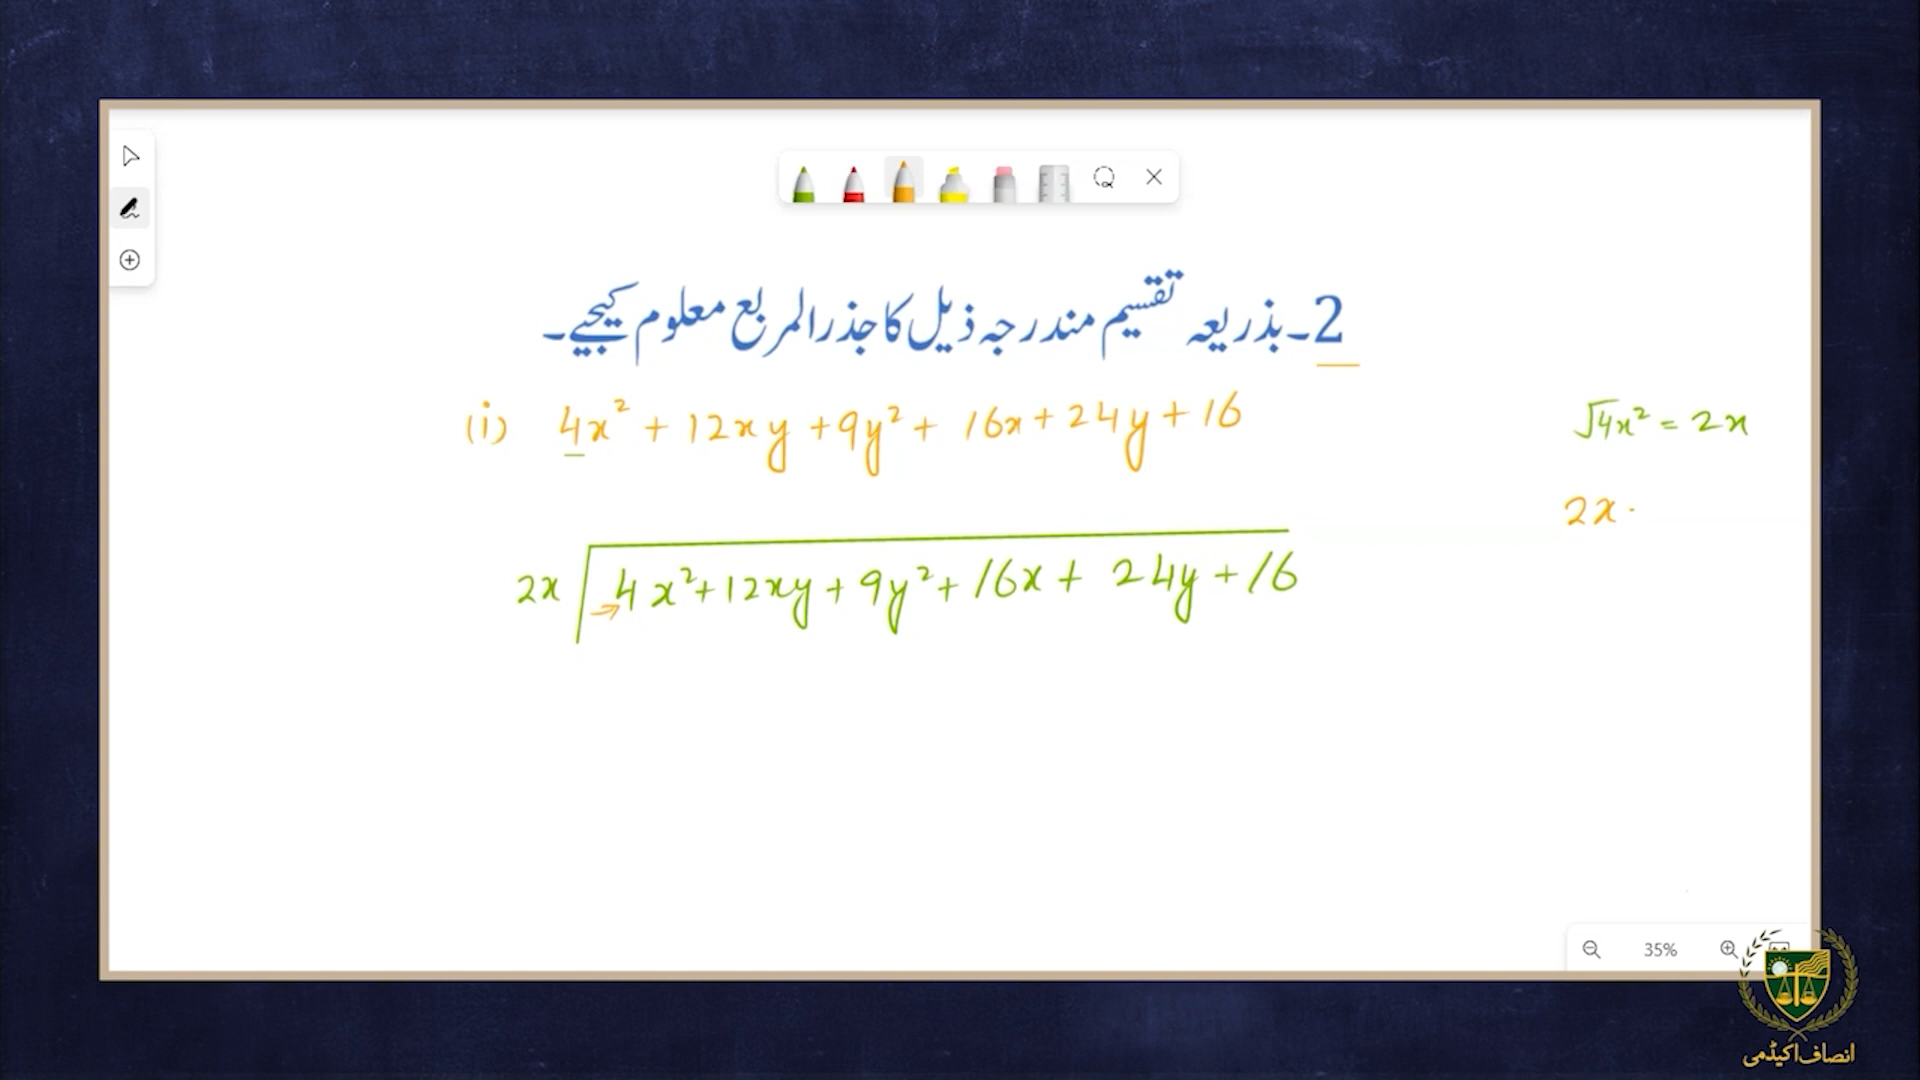 2۔ بذریعہ تقسیم مندرجہ ذیل کا جذر المربع معلوم کیجیے۔
(i) 4x² + 12xy + 9y² + 16x + 24y + 16
√4x² = 2x
2x ·
2x 4x² + 12xy + 9y² + 16x + 24y + 16
35%
انصاف اکیڈمی